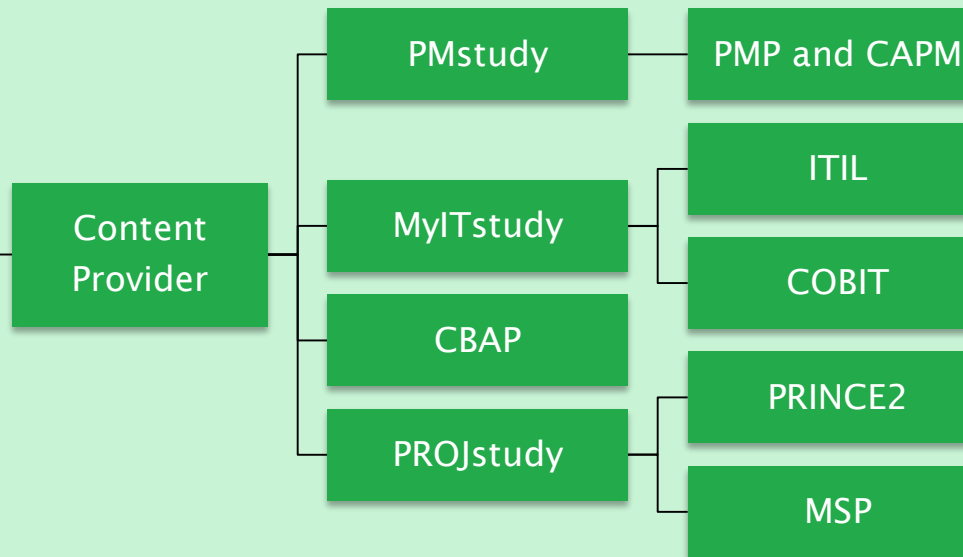 Content
Provider
PMstudy
PMP and CAPM
MyITstudy
ITIL
COBIT
CBAP
PROJstudy
PRINCE2
MSP